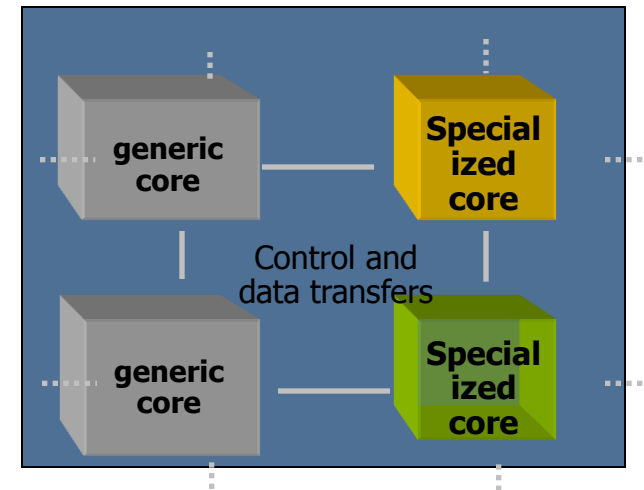 generic
core
Special
ized
core
Control and
data transfers
generic
core
Special
ized
core